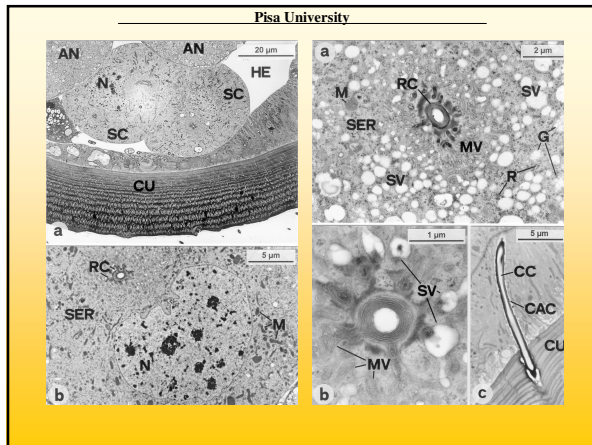 Pisa University
AN
AN
20 µm
HE
N
SC
SC
CU
a
5 µm
RC
SER
M
N
b
a
2 µm
RC
M
SV
SER
G
MV
SV
R
1 µm
SV
MV
b
5 µm
CC
CAC
CU
c